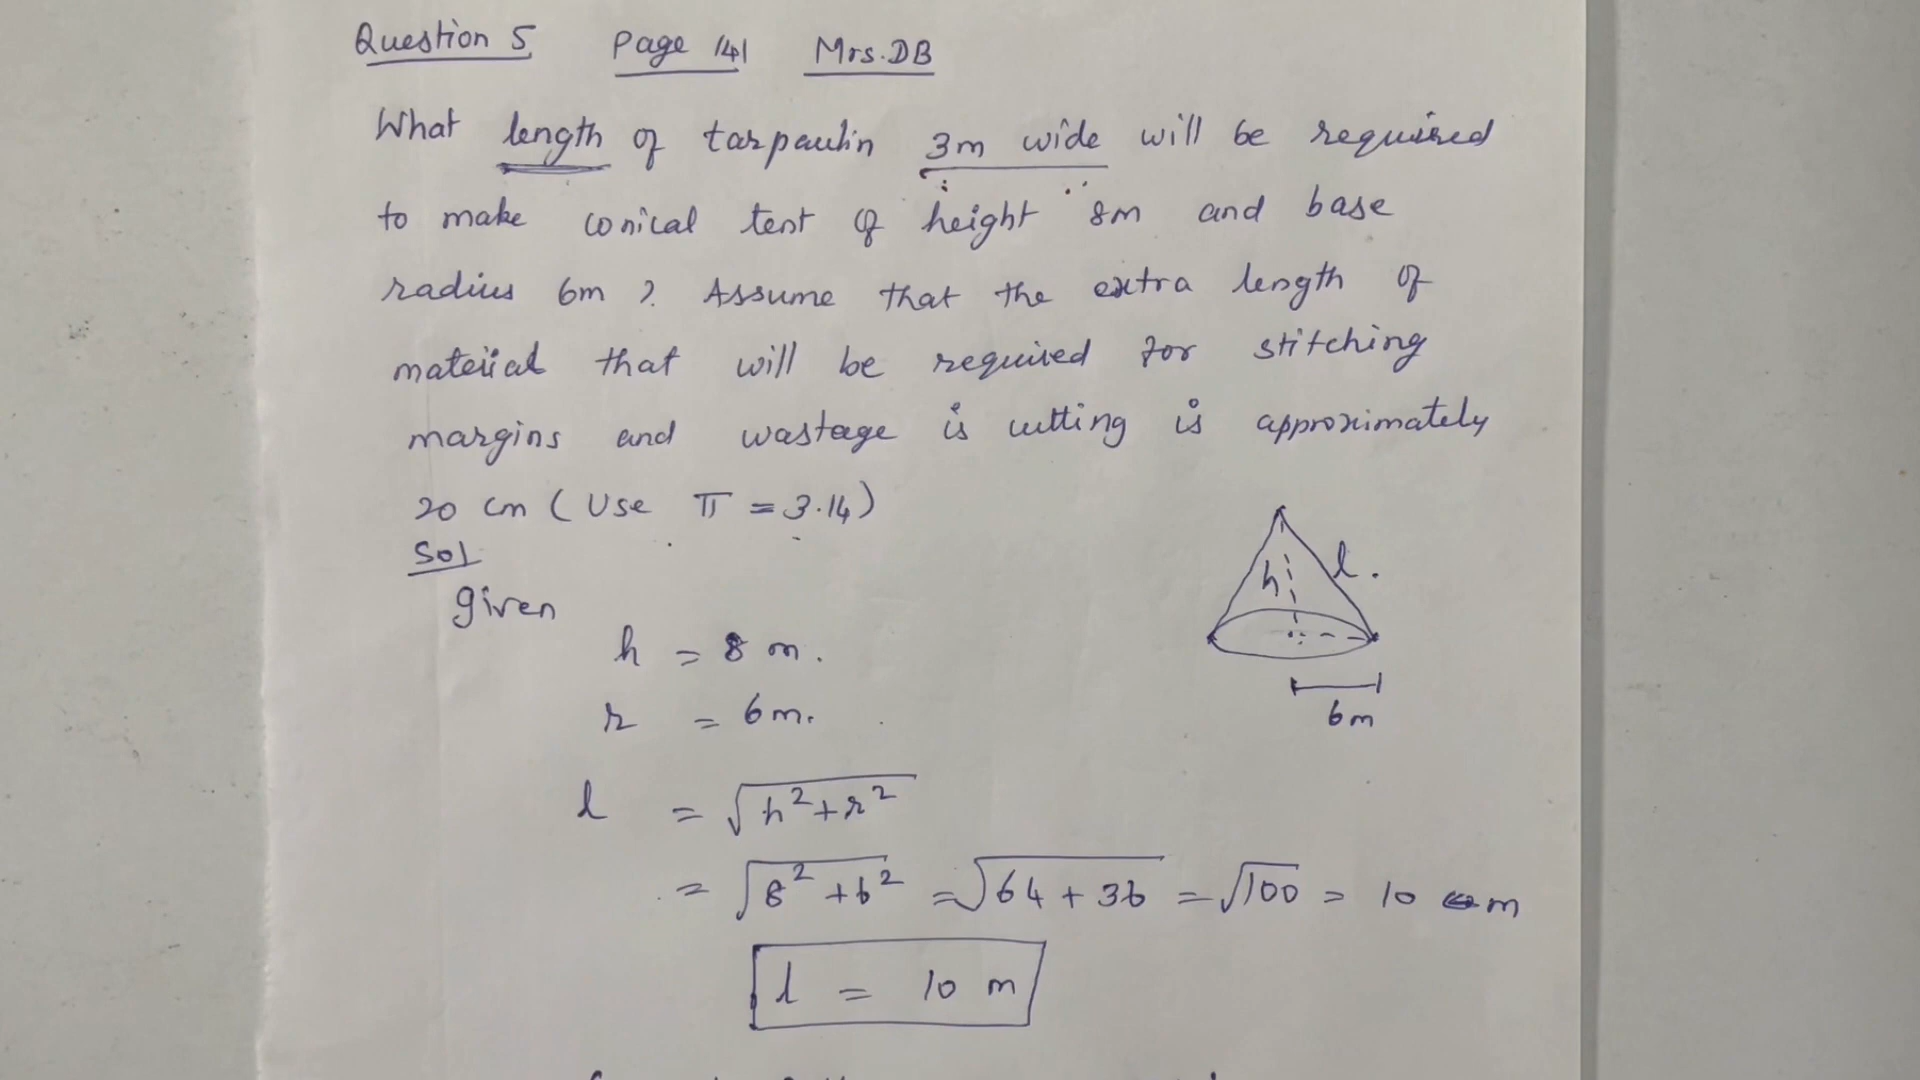 Question 5 Page 141 Mrs.DB
What length of tarpaulin 3m wide will be required
to make conical tent of height 8m and base
radius 6m? Assume that the extra length of
material that will be required for stitching
margins and wastage is cutting is approximately
20 cm (Use π = 3.14)
Sol
Given
h = 8 m.
r = 6m.
h l.
6m
l = √h²+r²
= √8²+6² = √64+36 = √100 = 10 m
l = 10 m